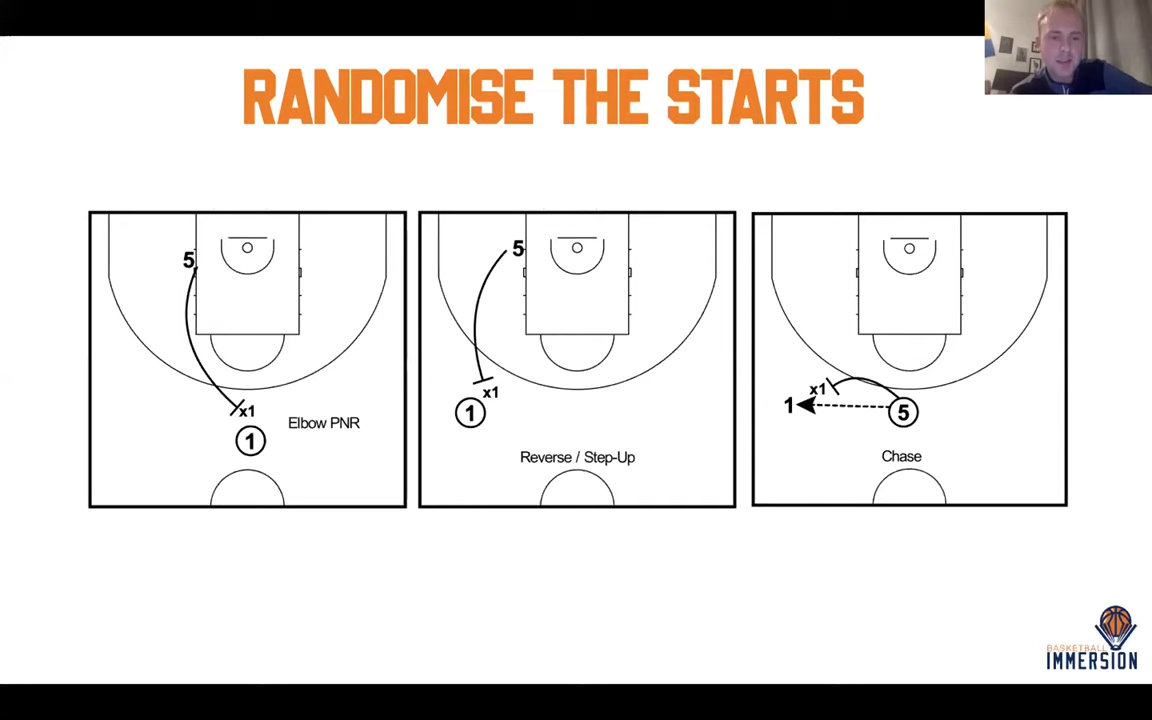 RANDOMISE THE STARTS
5
x1
1
Elbow PNR
5
x1
1
Reverse / Step-Up
x1
1
5
Chase
BASKETBALL
IMMERSION